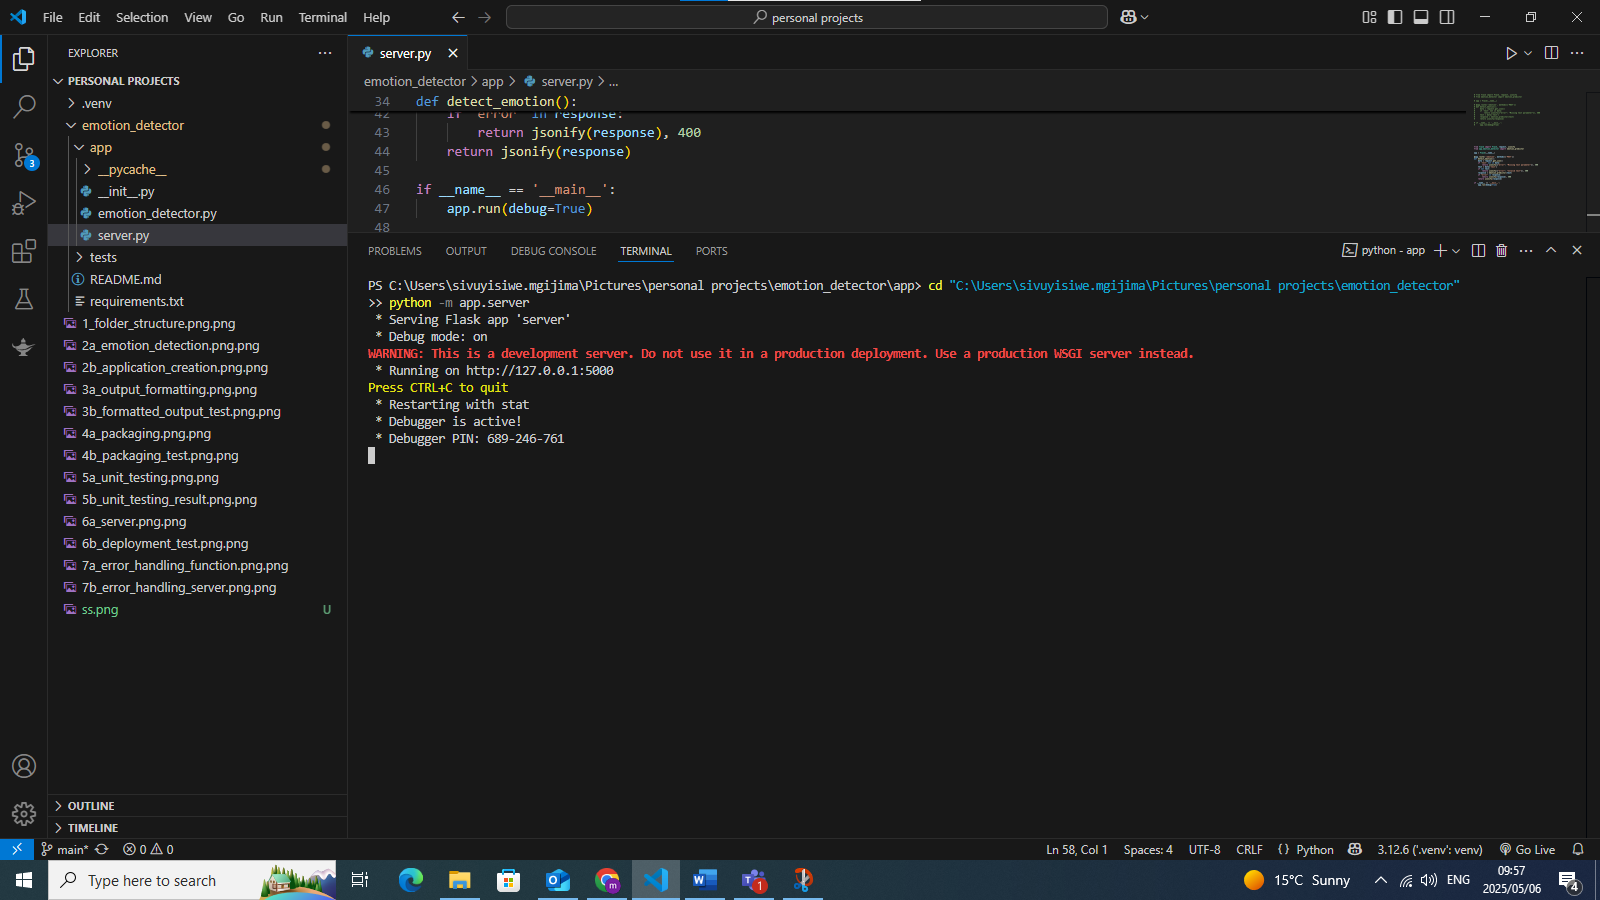 File Edit Selection View Go Run Terminal Help
personal projects
EXPLORER
PERSONAL PROJECTS
.venv
emotion_detector
app
__pycache__
__init__.py
emotion_detector.py
server.py
tests
README.md
requirements.txt
1_folder_structure.png.png
2a_emotion_detection.png.png
2b_application_creation.png.png
3a_output_formatting.png.png
3b_formatted_output_test.png.png
4a_packaging.png.png
4b_packaging_test.png.png
5a_unit_testing.png.png
5b_unit_testing_result.png.png
6a_server.png.png
6b_deployment_test.png.png
7a_error_handling_function.png.png
7b_error_handling_server.png.png
ss.png U
OUTLINE
TIMELINE
3
server.py
emotion_detector > app > server.py > ...
34 def detect_emotion():
42 if 'error' in response:
43 return jsonify(response), 400
44 return jsonify(response)
45
46 if __name__ == '__main__':
47 app.run(debug=True)
48
PROBLEMS OUTPUT DEBUG CONSOLE TERMINAL PORTS
python - app
PS C:\Users\sivuyisiwe.mgijima\Pictures\personal projects\emotion_detector\app> cd "C:\Users\sivuyisiwe.mgijima\Pictures\personal projects\emotion_detector"
>> python -m app.server
* Serving Flask app 'server'
* Debug mode: on
WARNING: This is a development server. Do not use it in a production deployment. Use a production WSGI server instead.
* Running on http://127.0.0.1:5000
Press CTRL+C to quit
* Restarting with stat
* Debugger is active!
* Debugger PIN: 689-246-761
main* 0 0
Ln 58, Col 1 Spaces: 4 UTF-8 CRLF {} Python 3.12.6 ('.venv': venv) Go Live
Type here to search
1
15°C Sunny
ENG
09:57
2025/05/06
4